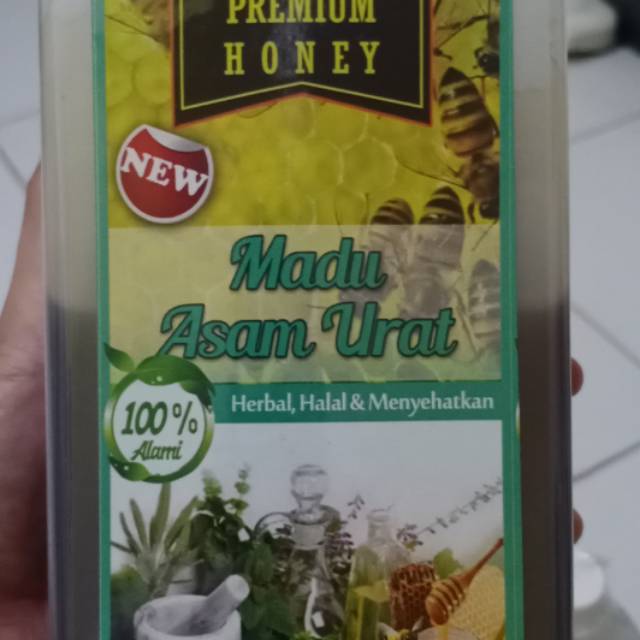 PREMIUM
HONEY
NEW
Madu
Asam Urat
100%
Alami
Herbal, Halal & Menyehatkan